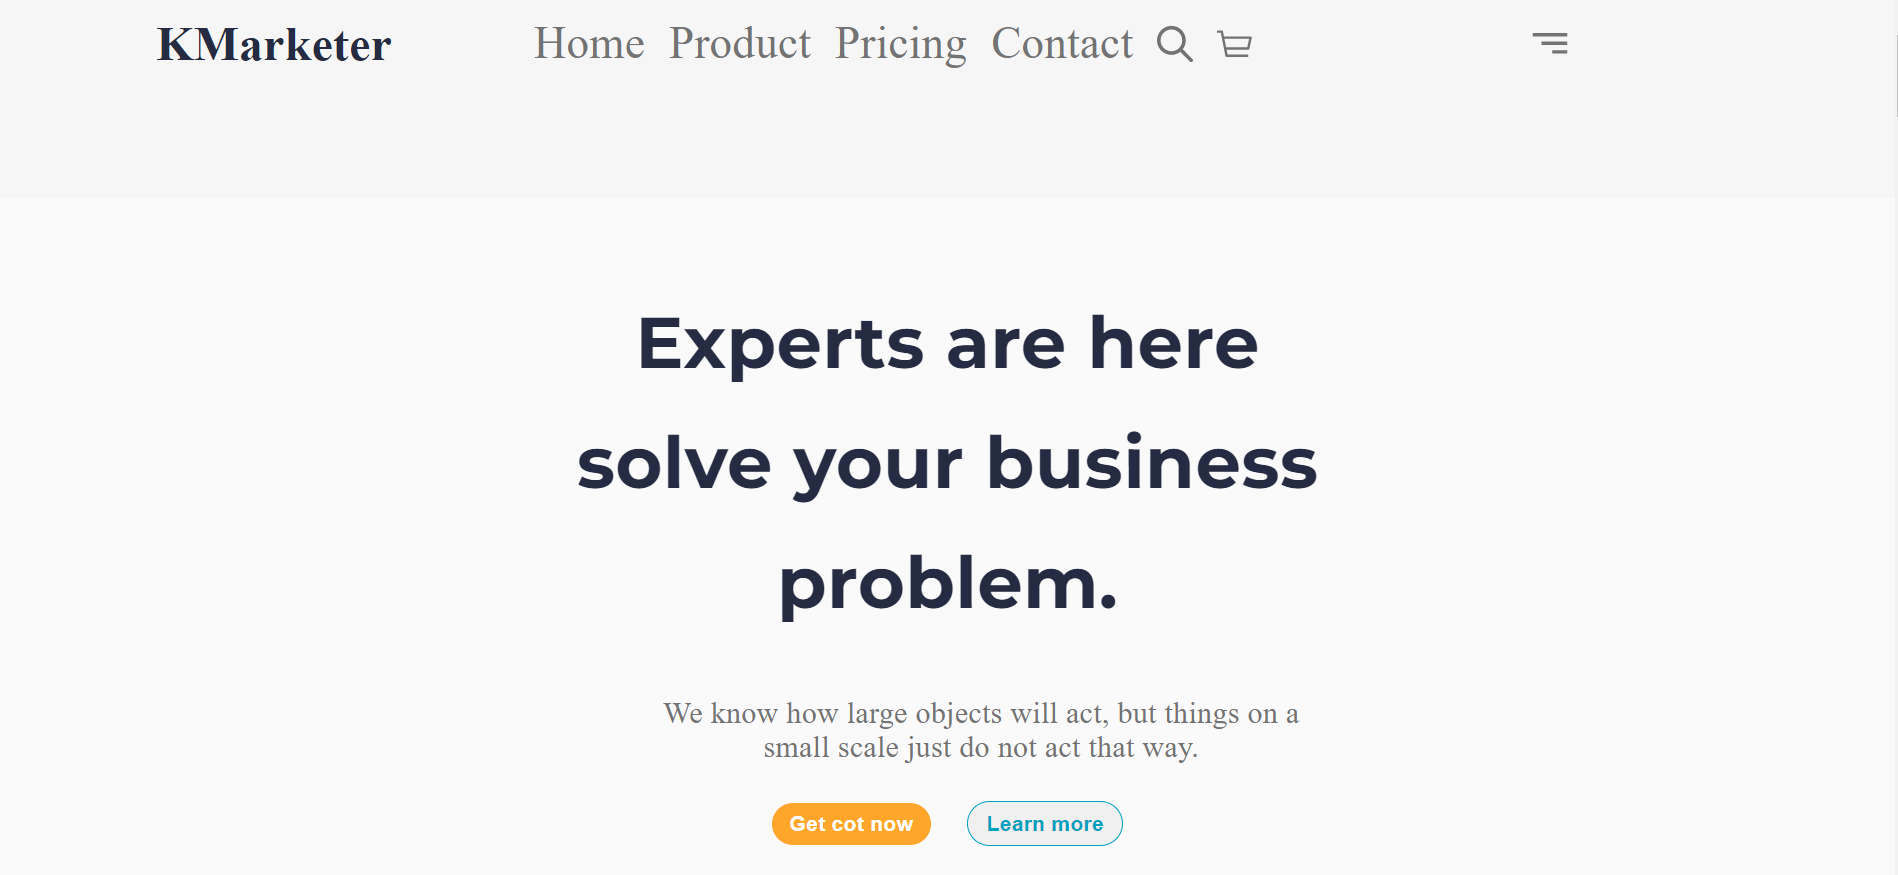 KMarketer Home Product Pricing Contact
Experts are here
solve your business
problem.
We know how large objects will act, but things on a
small scale just do not act that way.
Get cot now Learn more